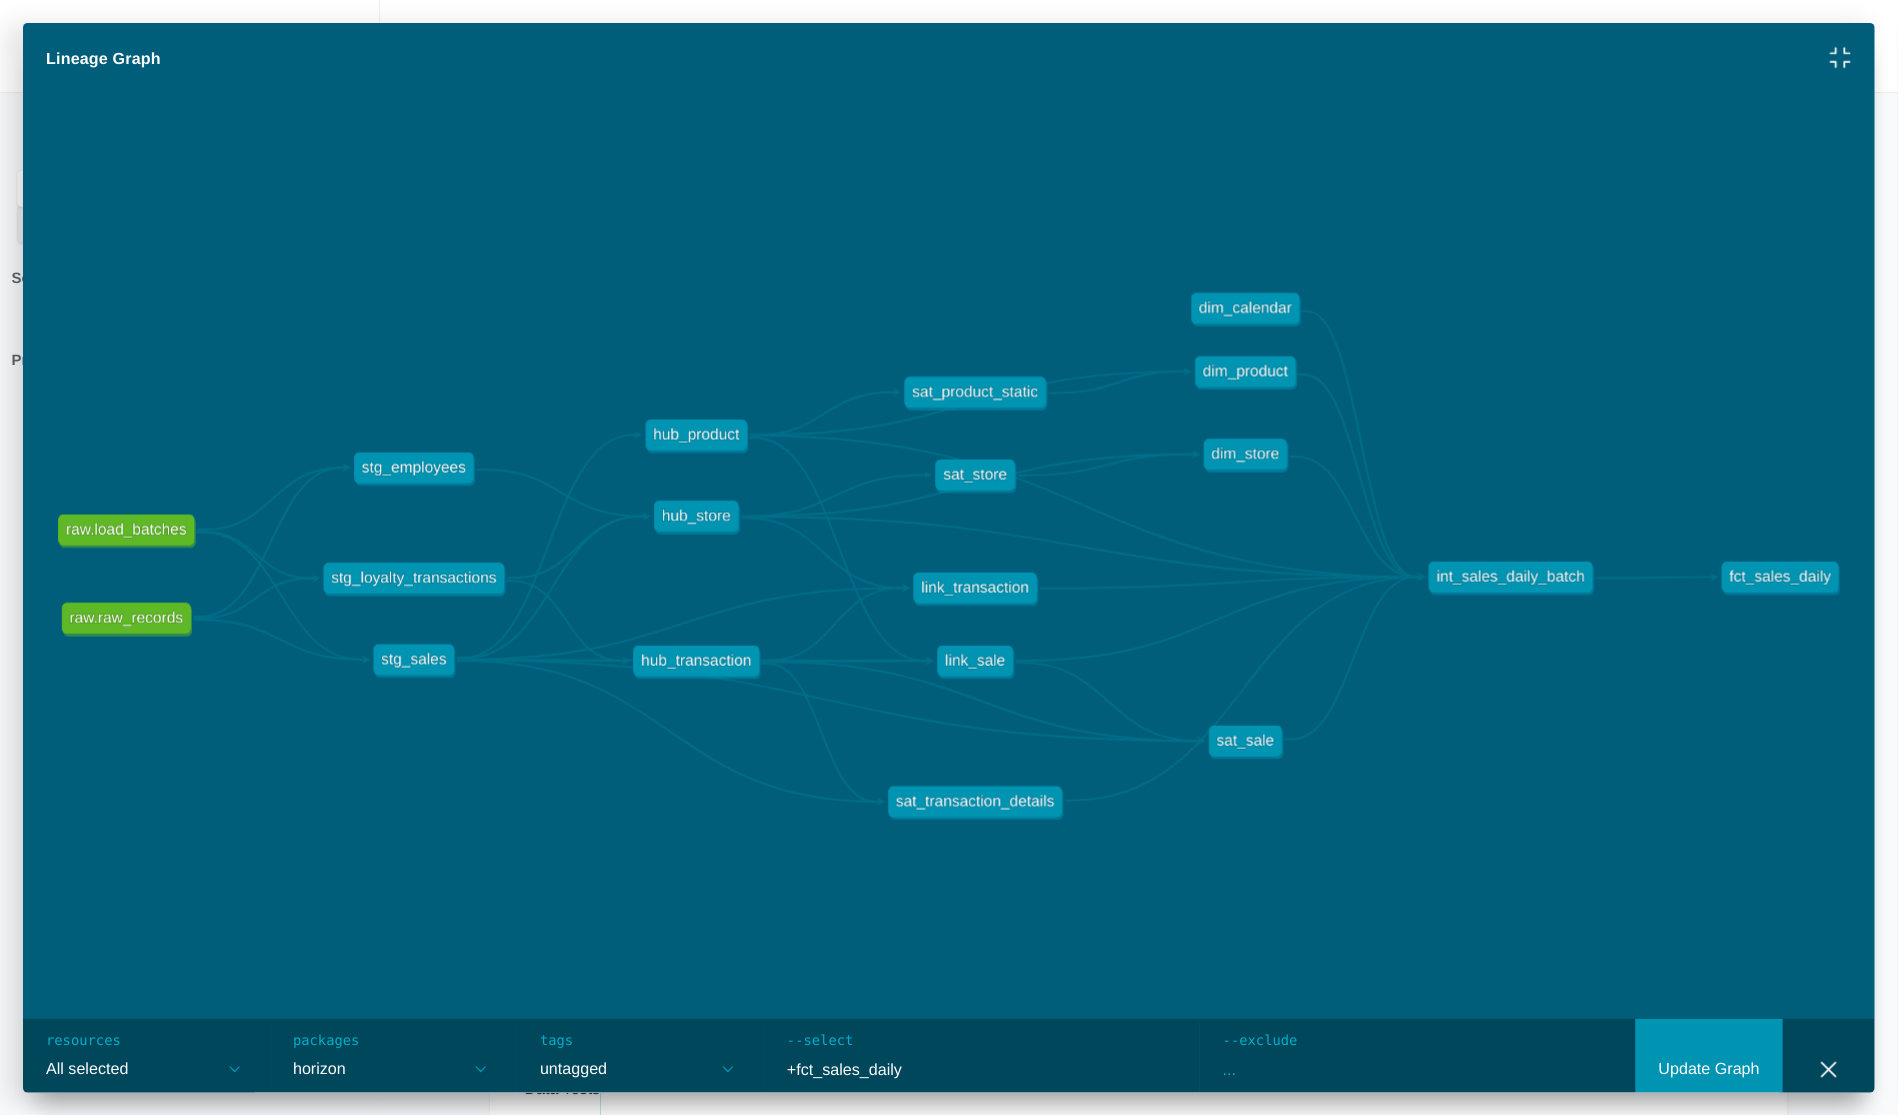 Lineage Graph
dim_calendar
dim_product
sat_product_static
hub_product
dim_store
stg_employees
sat_store
hub_store
raw.load_batches
stg_loyalty_transactions
int_sales_daily_batch
fct_sales_daily
link_transaction
raw.raw_records
stg_sales
hub_transaction
link_sale
sat_sale
sat_transaction_details
resources
All selected
packages
horizon
tags
untagged
--select
+fct_sales_daily
--exclude
...
Update Graph